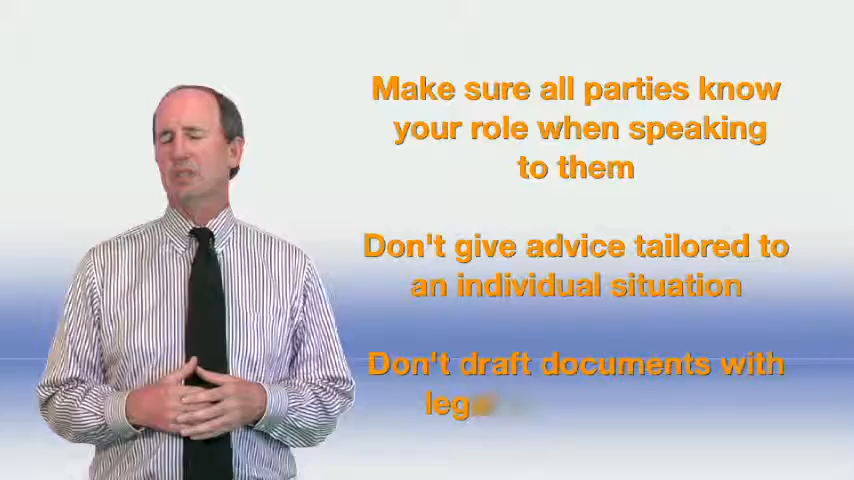 Make sure all parties know
your role when speaking
to them
Don't give advice tailored to
an individual situation
Don't draft documents with